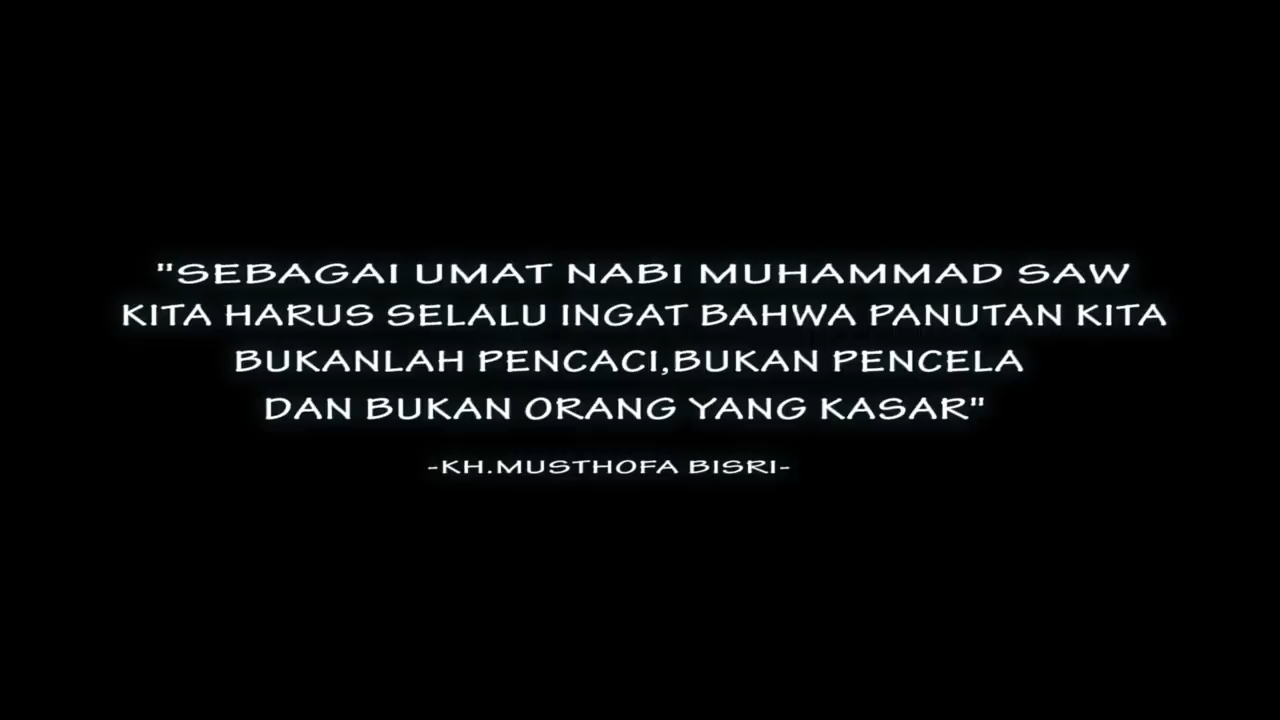 "SEBAGAI UMAT NABI MUHAMMAD SAW
KITA HARUS SELALU INGAT BAHWA PANUTAN KITA
BUKANLAH PENCACI,BUKAN PENCELA
DAN BUKAN ORANG YANG KASAR"
-KH.MUSTHOFA BISRI-